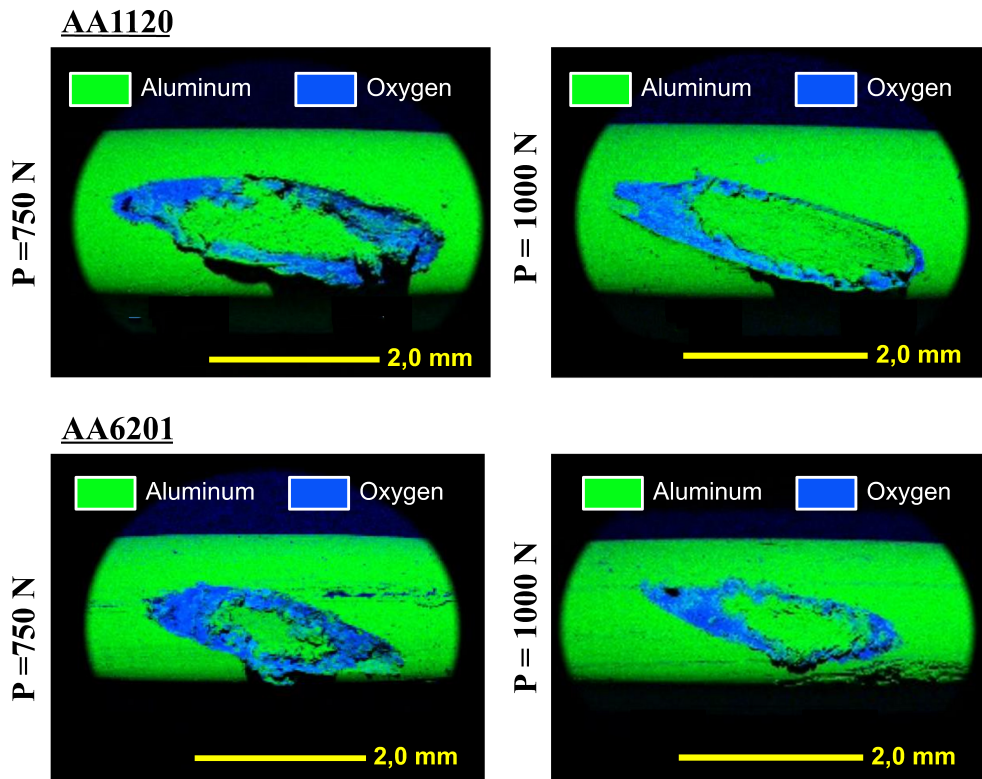 AA1120
P =750 N
Aluminum Oxygen
2,0 mm
P = 1000 N
Aluminum Oxygen
2,0 mm
AA6201
P =750 N
Aluminum Oxygen
2,0 mm
P = 1000 N
Aluminum Oxygen
2,0 mm